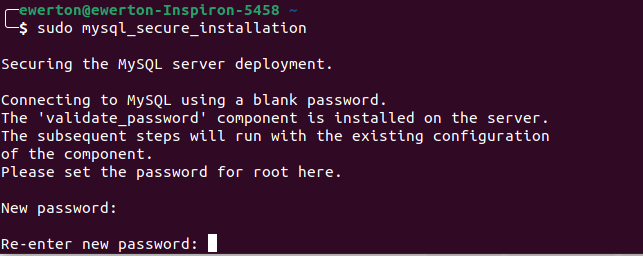 ewerton@ewerton-Inspiron-5458 ~
$ sudo mysql_secure_installation
Securing the MySQL server deployment.
Connecting to MySQL using a blank password.
The 'validate_password' component is installed on the server.
The subsequent steps will run with the existing configuration
of the component.
Please set the password for root here.
New password:
Re-enter new password: